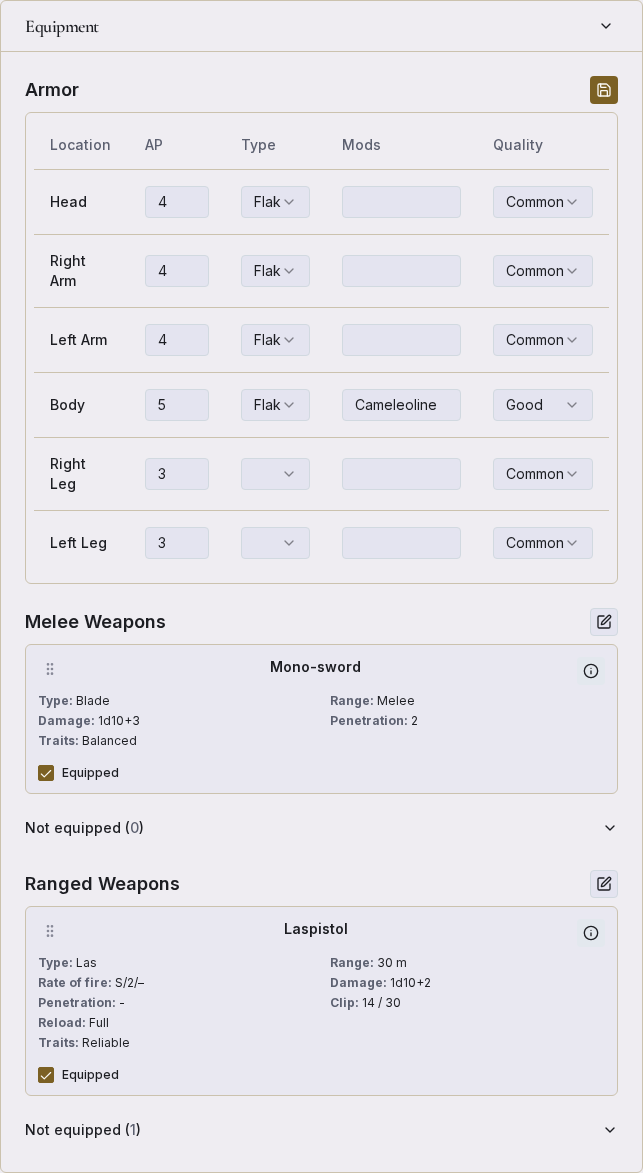 Equipment
Armor
Location AP Type Mods Quality
Head 4 Flak Common
Right
Arm 4 Flak Common
Left Arm 4 Flak Common
Body 5 Flak Cameleoline Good
Right
Leg 3 Common
Left Leg 3 Common
Melee Weapons
Mono-sword
Type: Blade Range: Melee
Damage: 1d10+3 Penetration: 2
Traits: Balanced
Equipped
Not equipped (0)
Ranged Weapons
Laspistol
Type: Las Range: 30 m
Rate of fire: S/2/– Damage: 1d10+2
Penetration: - Clip: 14 / 30
Reload: Full
Traits: Reliable
Equipped
Not equipped (1)